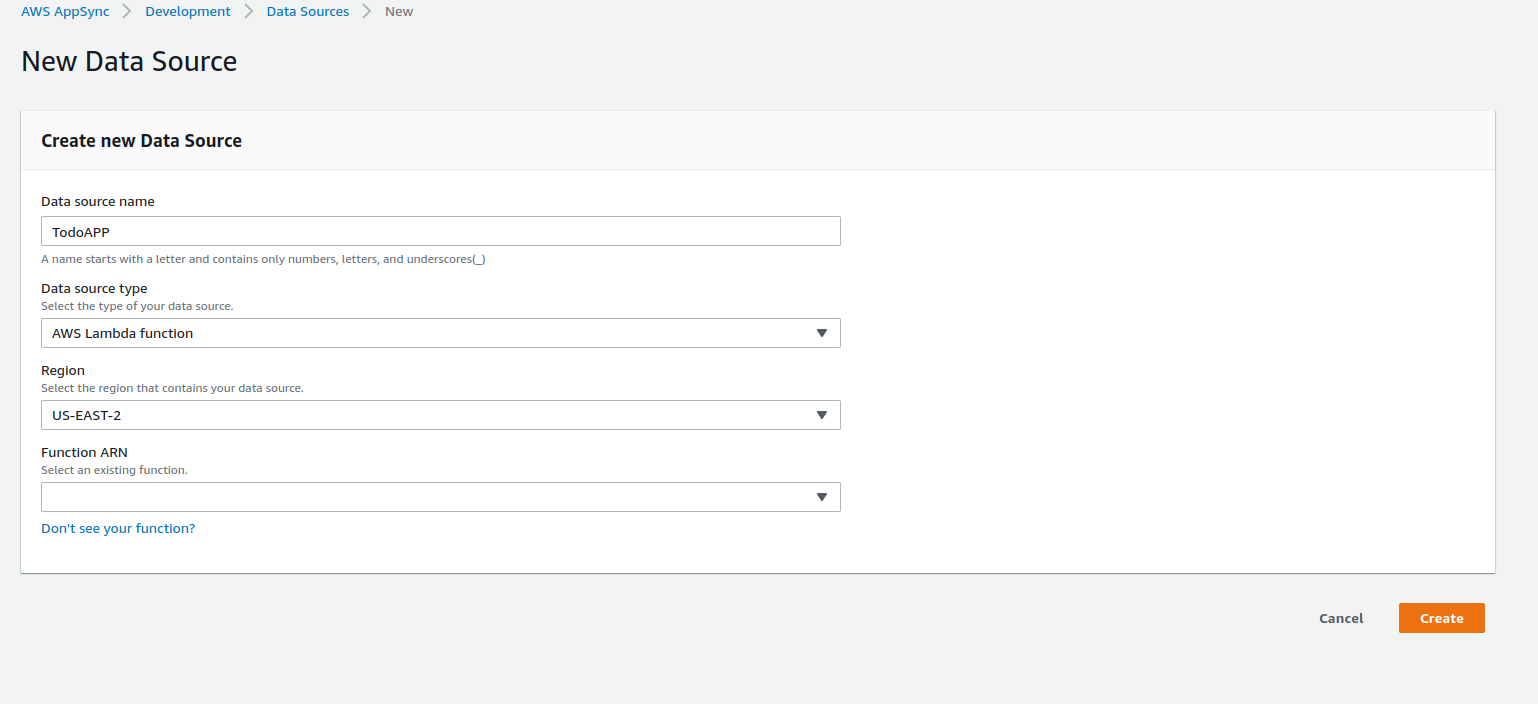 AWS AppSync > Development > Data Sources > New
New Data Source
Create new Data Source
Data source name
TodoAPP
A name starts with a letter and contains only numbers, letters, and underscores(_)
Data source type
Select the type of your data source.
AWS Lambda function
Region
Select the region that contains your data source.
US-EAST-2
Function ARN
Select an existing function.
Don't see your function?
Cancel Create